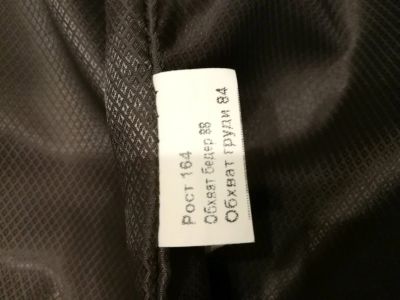 Рост 164
Обхват бедер 88
Обхват груди 84